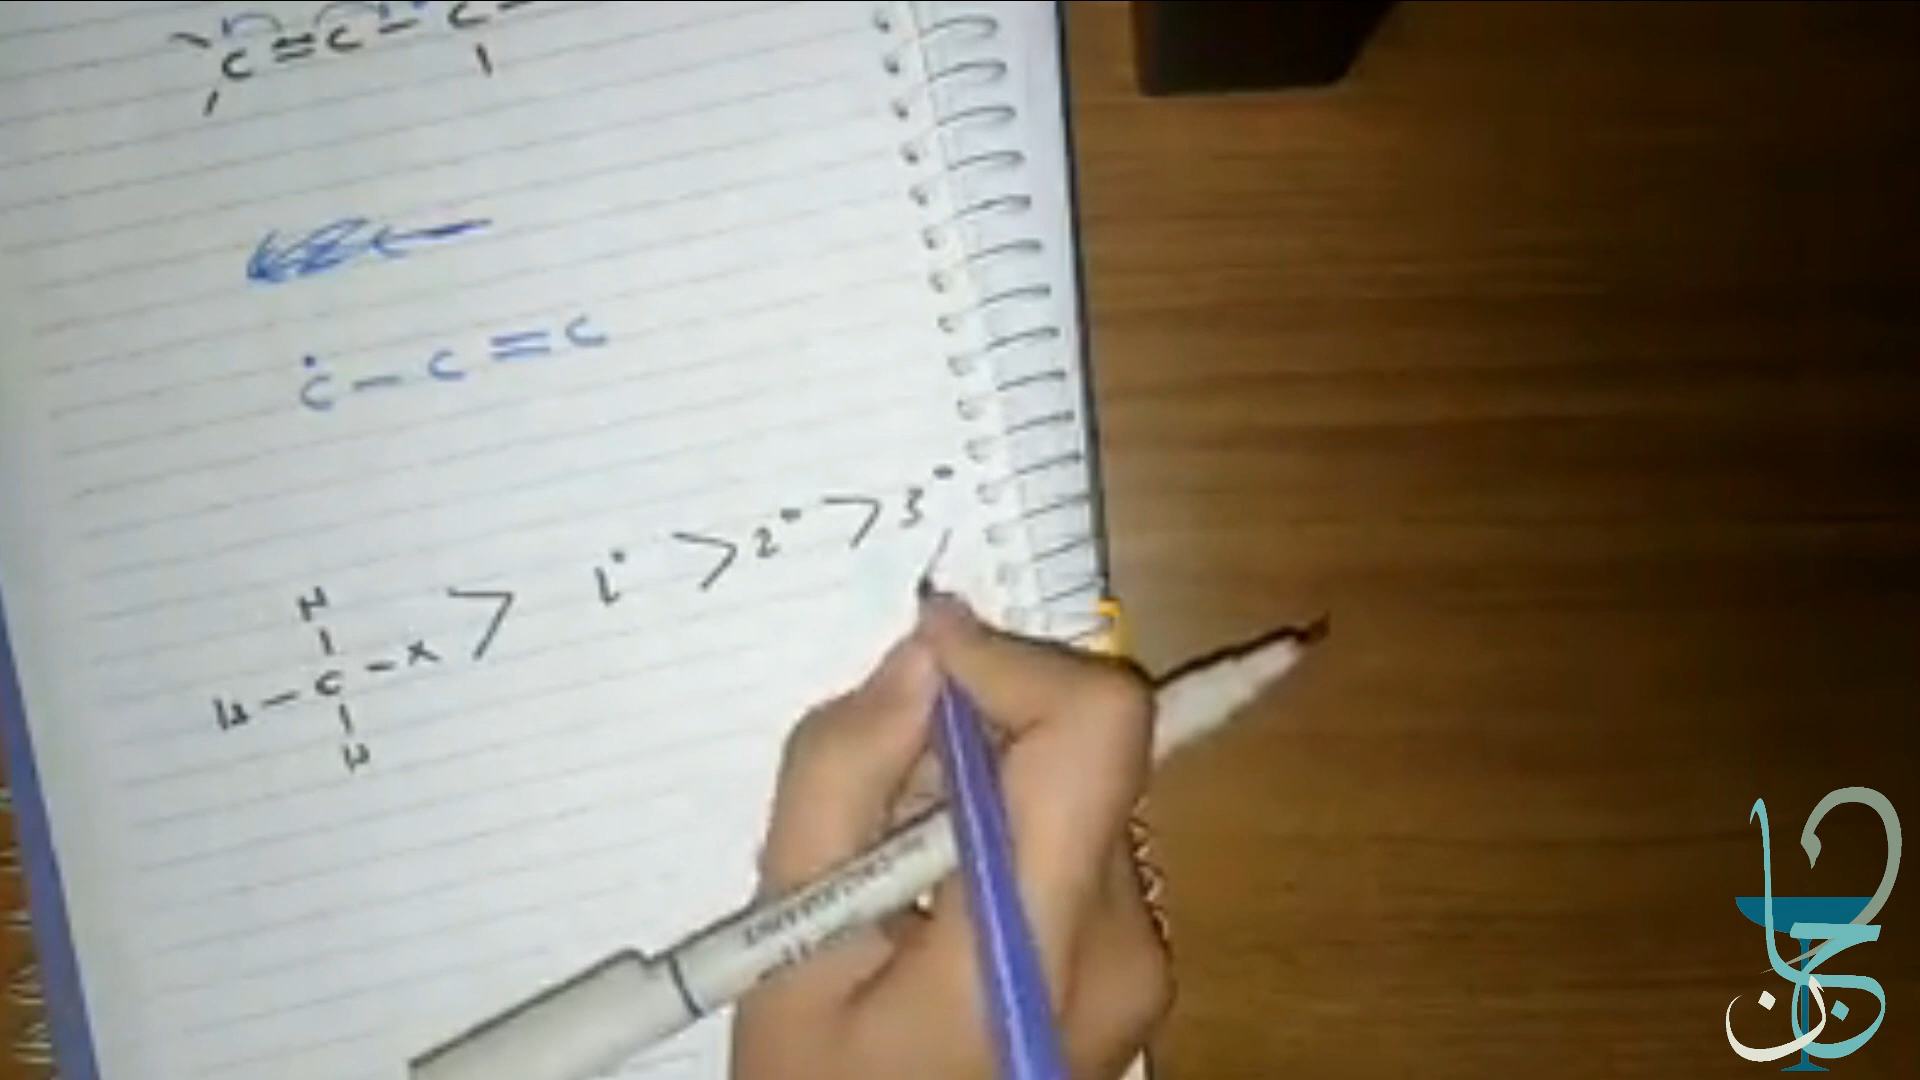 C=C-C-
Ċ-C=C
H
H-C-X > 1° > 2° > 3°
H